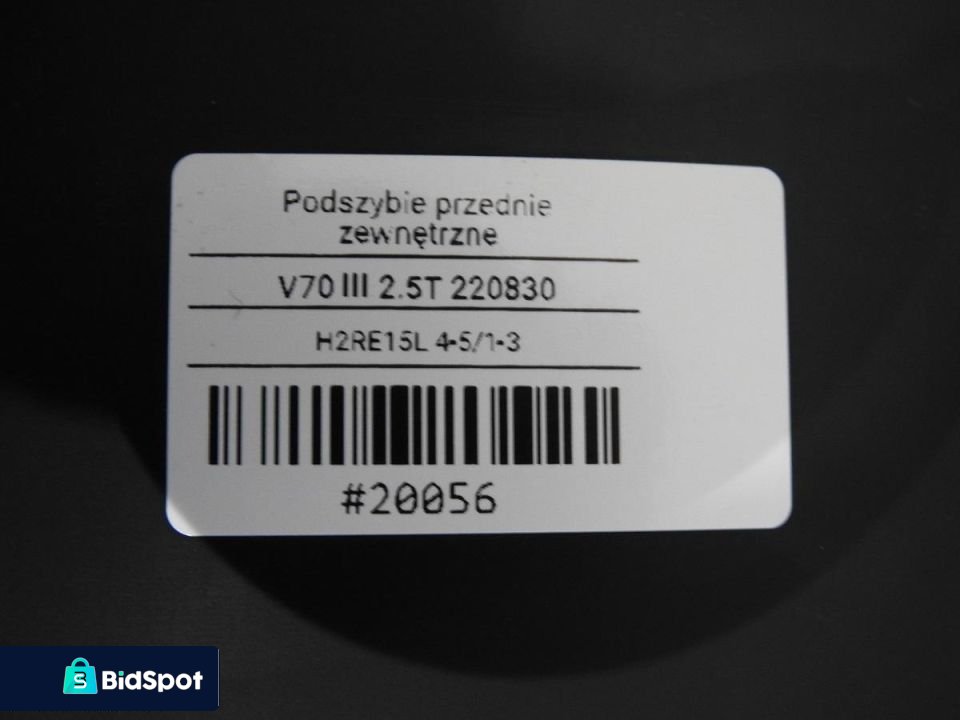 Podszybie przednie
zewnętrzne
V70 III 2.5T 220830
H2RE15L 4-5/1-3
#20056
S BidSpot